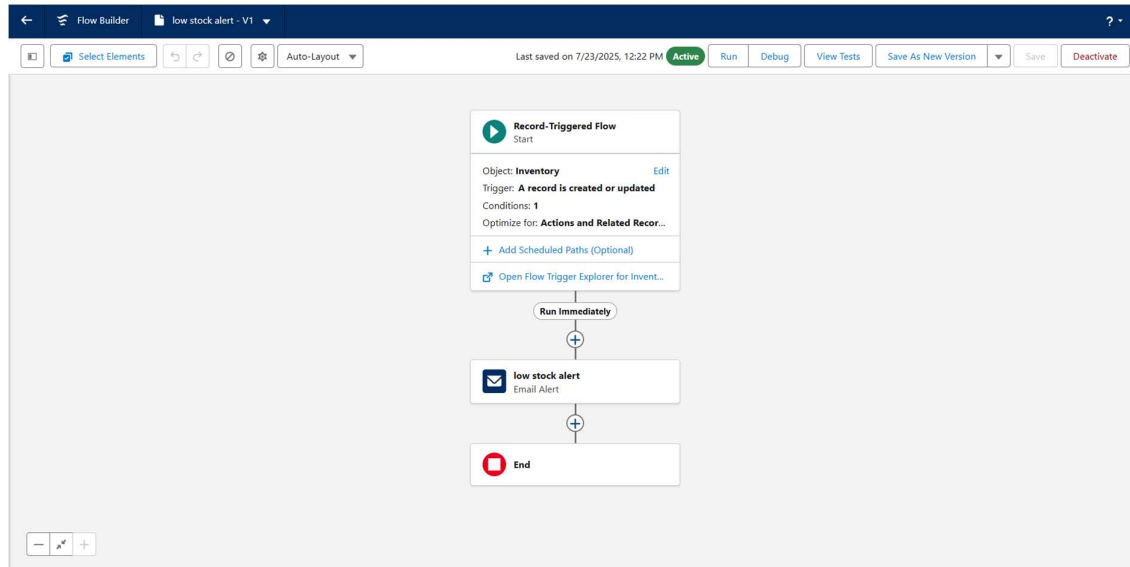 Flow Builder low stock alert - V1 ?
Select Elements Auto-Layout Last saved on 7/23/2025, 12:22 PM Active Run Debug View Tests Save As New Version Save Deactivate
Record-Triggered Flow
Start
Object: Inventory Edit
Trigger: A record is created or updated
Conditions: 1
Optimize for: Actions and Related Recor...
+ Add Scheduled Paths (Optional)
Open Flow Trigger Explorer for Invent...
Run Immediately
low stock alert
Email Alert
End